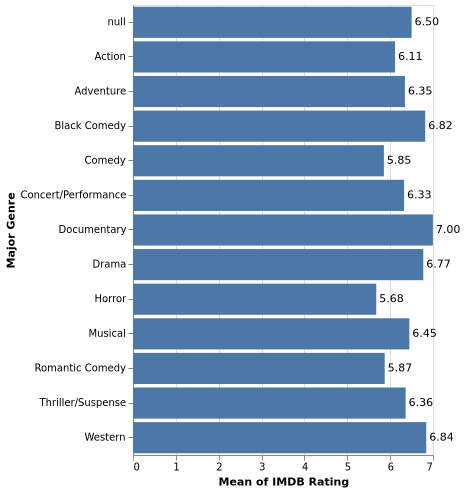 null 6.50
Action 6.11
Adventure 6.35
Black Comedy 6.82
Comedy 5.85
Concert/Performance 6.33
Documentary 7.00
Drama 6.77
Horror 5.68
Musical 6.45
Romantic Comedy 5.87
Thriller/Suspense 6.36
Western 6.84
Major Genre
0 1 2 3 4 5 6 7
Mean of IMDB Rating